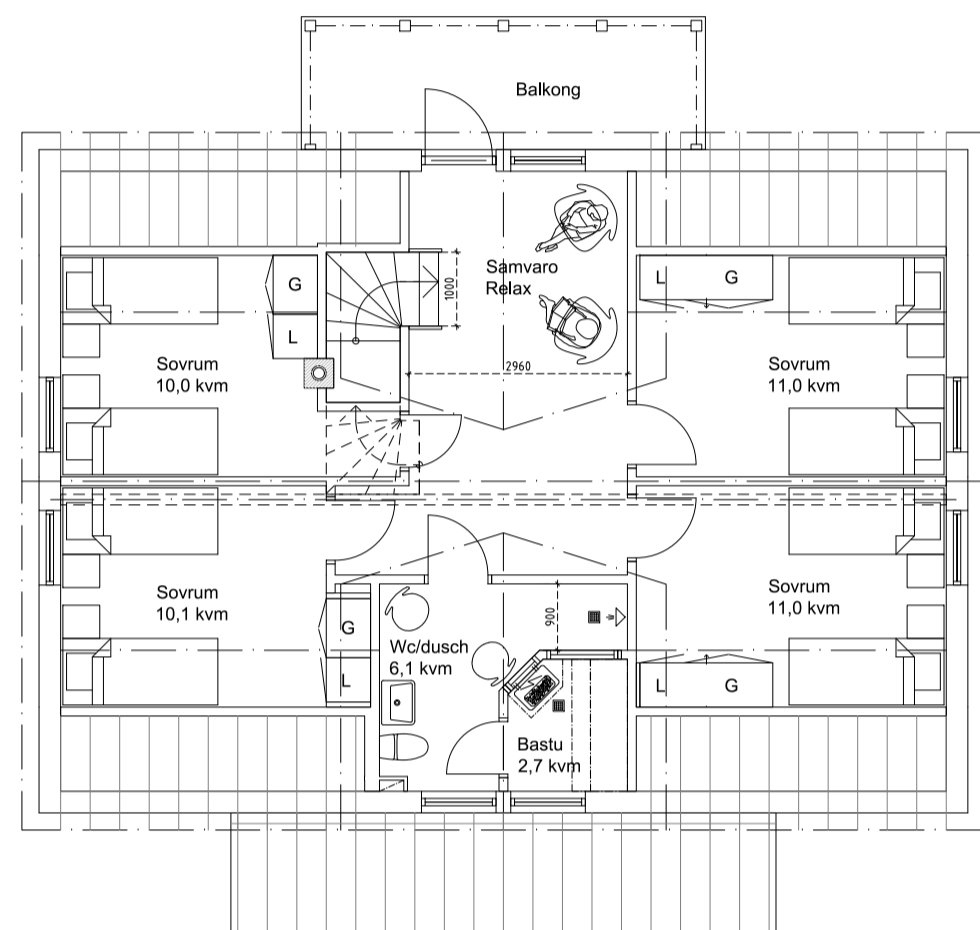 Balkong
Samvaro
Relax
G
L
L G
1000
2960
Sovrum
10,0 kvm
Sovrum
11,0 kvm
Sovrum
10,1 kvm
Sovrum
11,0 kvm
900
G
L
Wc/dusch
6,1 kvm
L G
Bastu
2,7 kvm